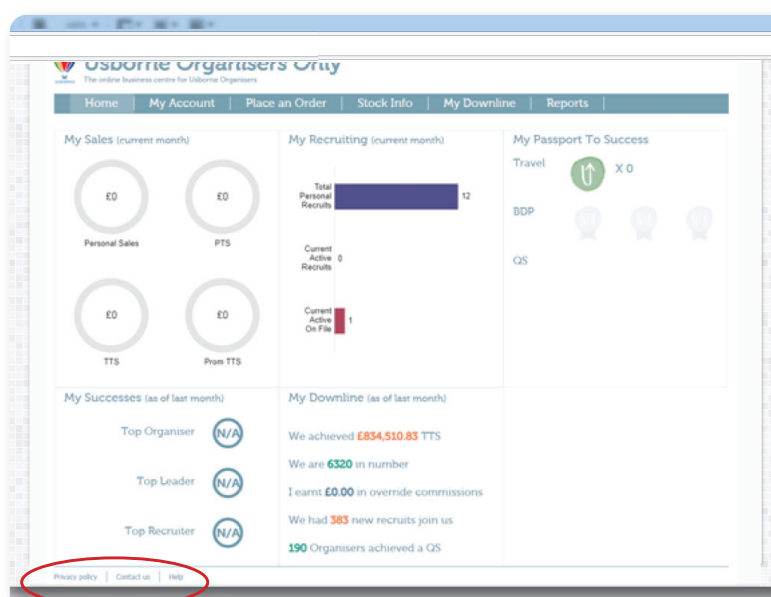 Usborne Organisers Only
The online business centre for Usborne Organisers
Home | My Account | Place an Order | Stock Info | My Downline | Reports |
My Sales (current month)
£0
Personal Sales
£0
PTS
£0
TTS
£0
Prom TTS
My Recruiting (current month)
Total
Personal
Recruits
12
Current
Active
Recruits
0
Current
Active
On File
1
My Passport To Success
Travel
X 0
BDP
QS
My Successes (as of last month)
Top Organiser N/A
Top Leader N/A
Top Recruiter N/A
My Downline (as of last month)
We achieved £834,510.83 TTS
We are 6320 in number
I earnt £0.00 in override commissions
We had 383 new recruits join us
190 Organisers achieved a QS
Privacy policy | Contact us | Help